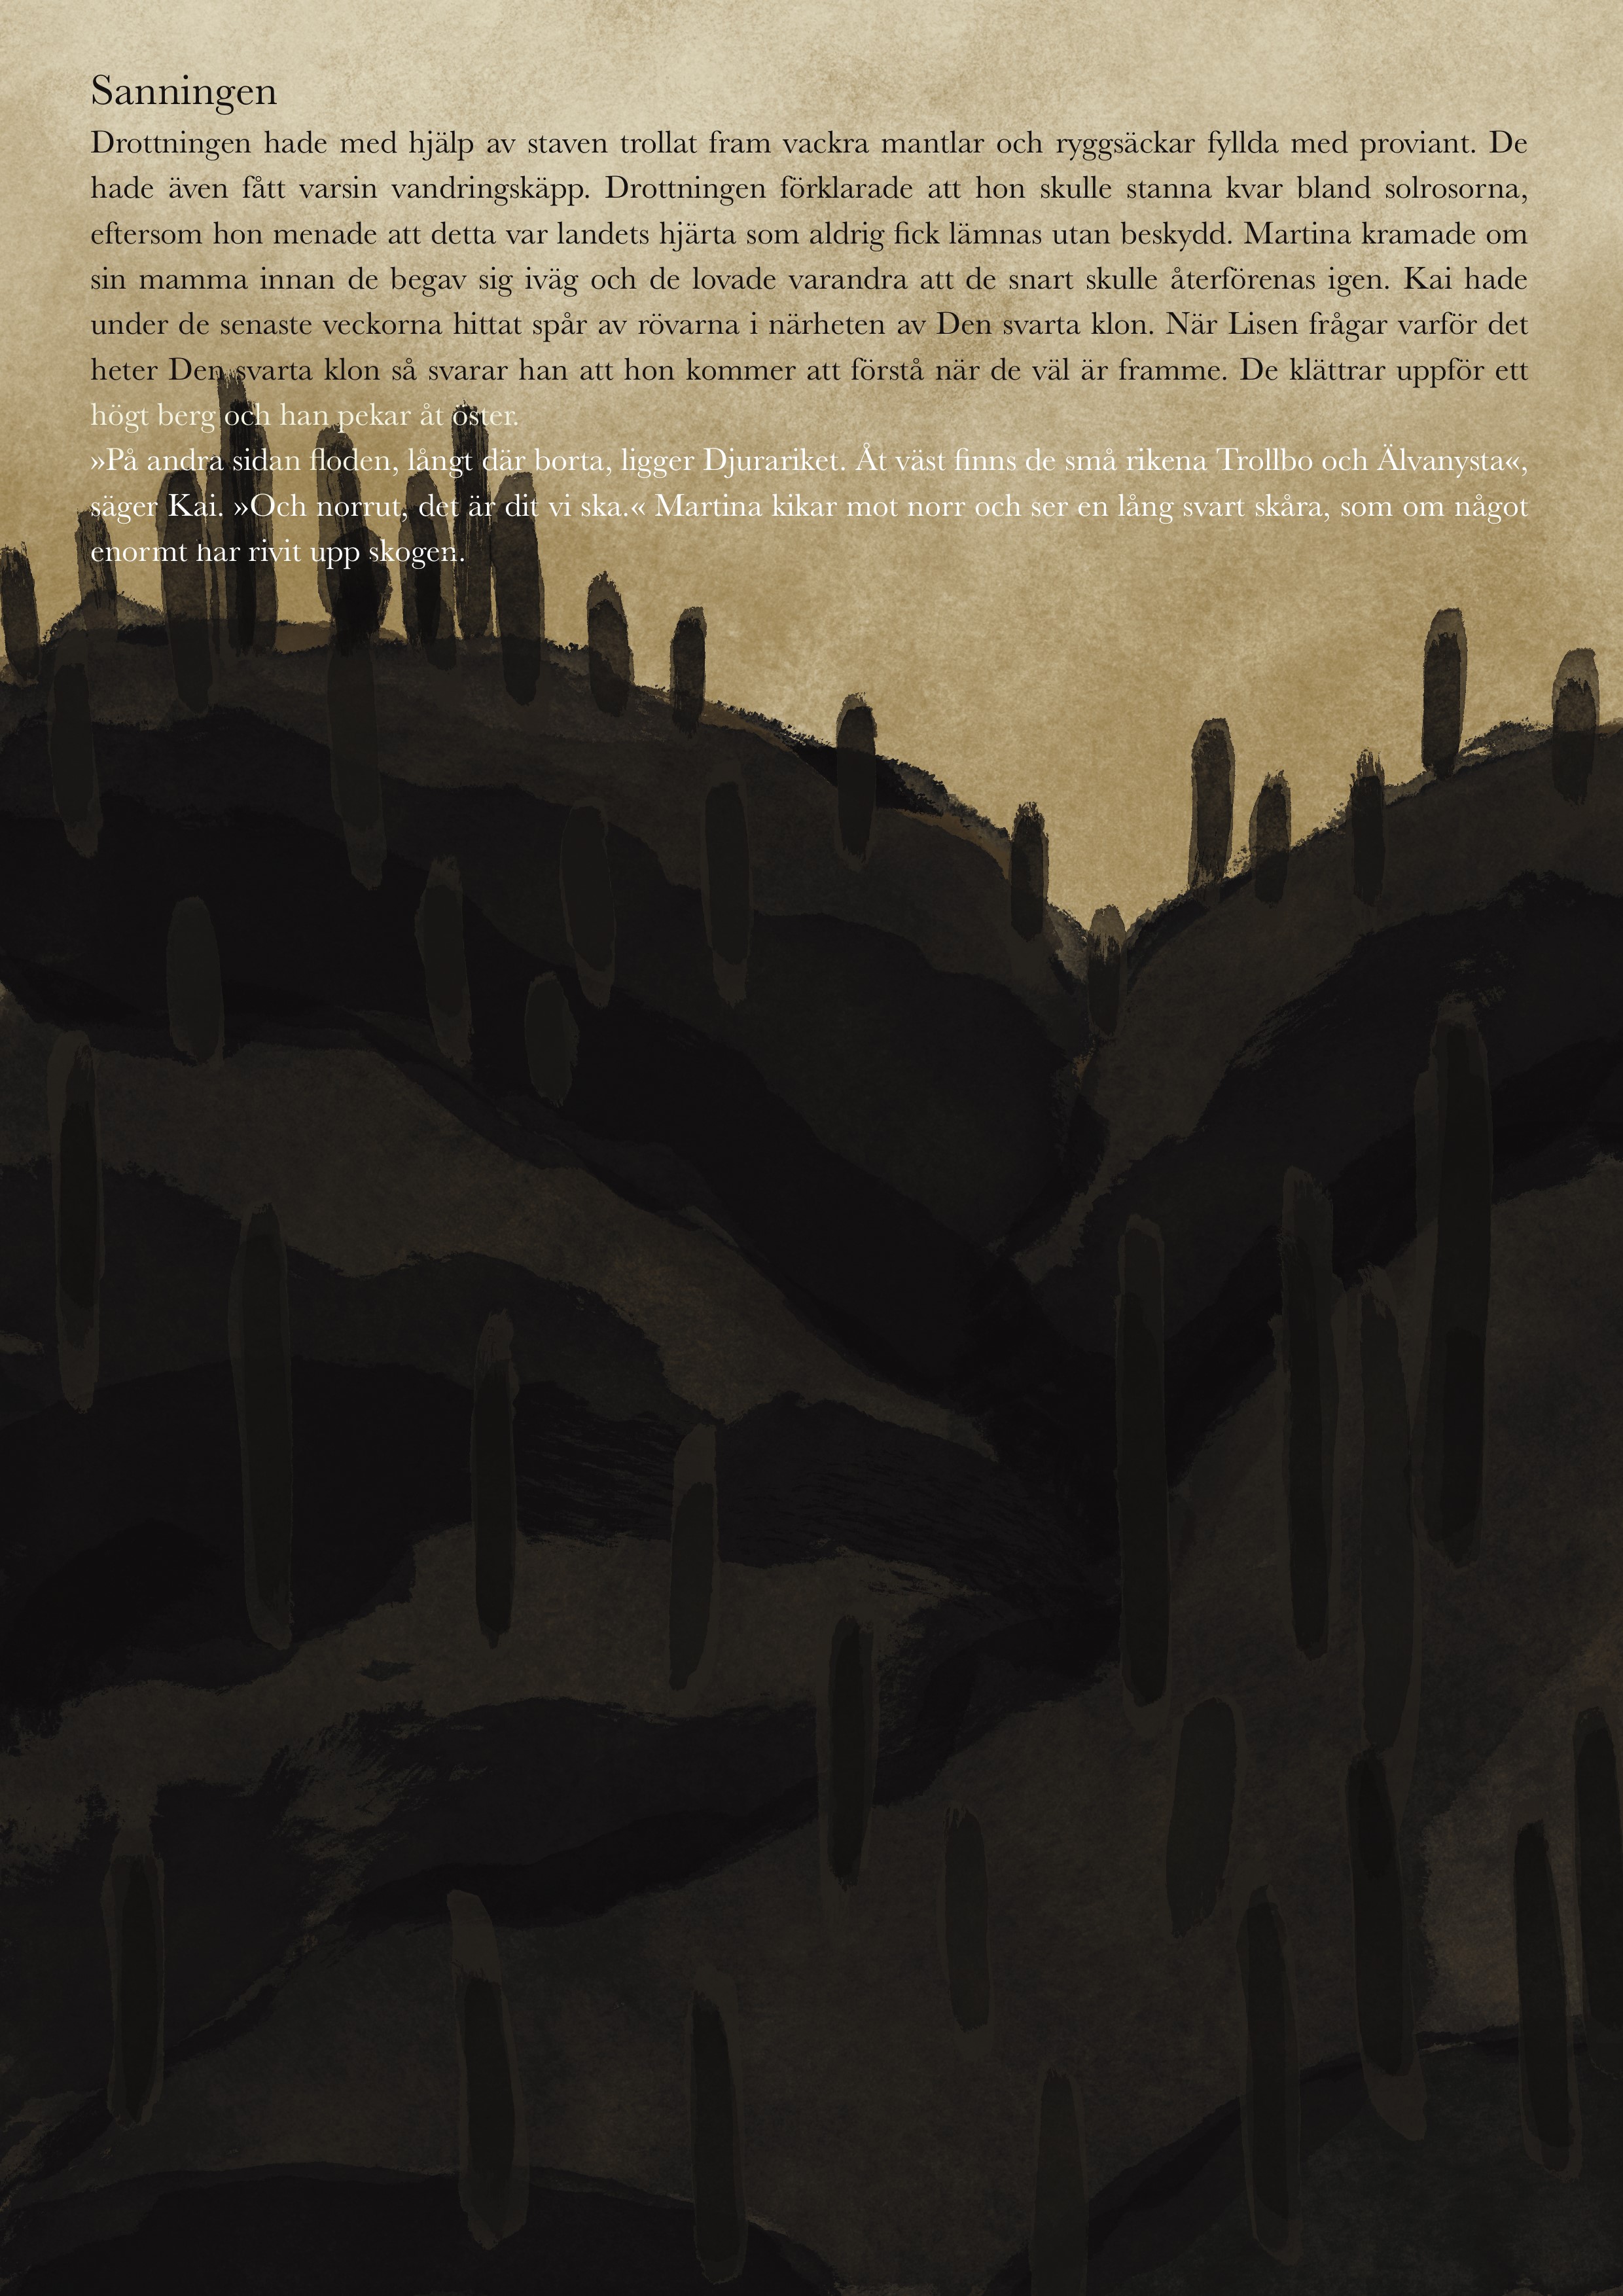 Sanningen
Drottningen hade med hjälp av staven trollat fram vackra mantlar och ryggsäckar fyllda med proviant. De
hade även fått varsin vandringskäpp. Drottningen förklarade att hon skulle stanna kvar bland solrosorna,
eftersom hon menade att detta var landets hjärta som aldrig fick lämnas utan beskydd. Martina kramade om
sin mamma innan de begav sig iväg och de lovade varandra att de snart skulle återförenas igen. Kai hade
under de senaste veckorna hittat spår av rövarna i närheten av Den svarta klon. När Lisen frågar varför det
heter Den svarta klon så svarar han att hon kommer att förstå när de väl är framme. De klättrar uppför ett
högt berg och han pekar åt öster.
»På andra sidan floden, långt där borta, ligger Djurariket. Åt väst finns de små rikena Trollbo och Älvanysta«,
säger Kai. »Och norrut, det är dit vi ska.« Martina kikar mot norr och ser en lång svart skåra, som om något
enormt har rivit upp skogen.